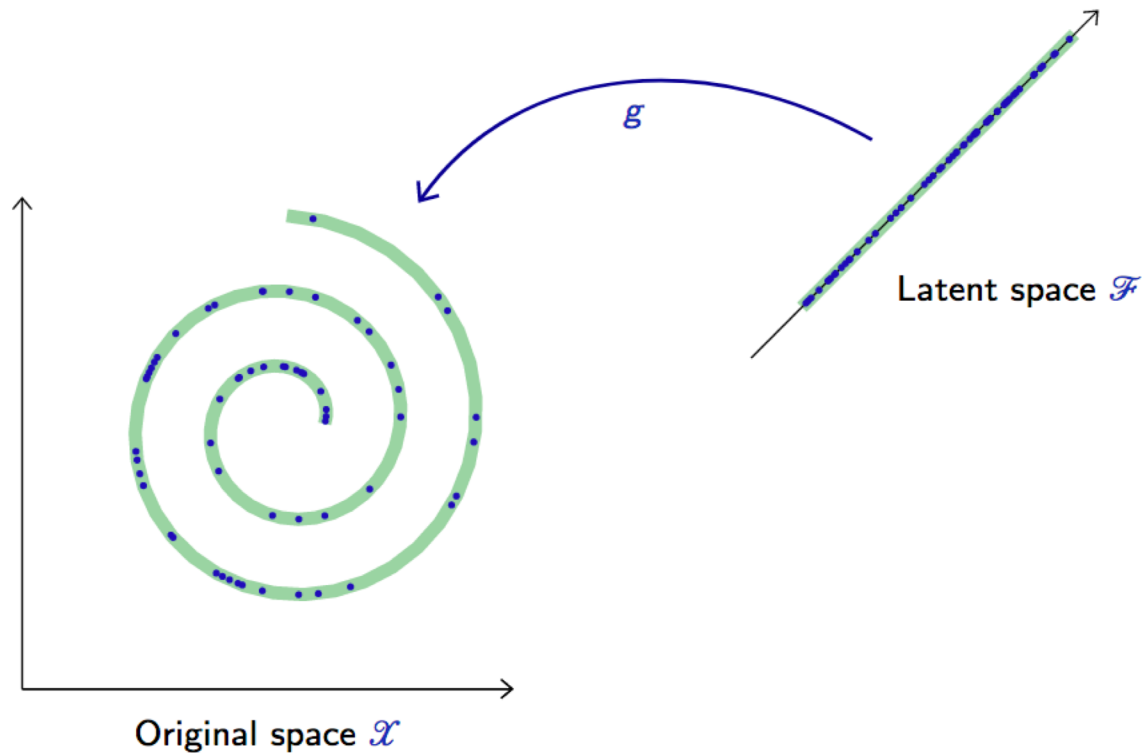 g
Latent space ℱ
Original space 𝒳